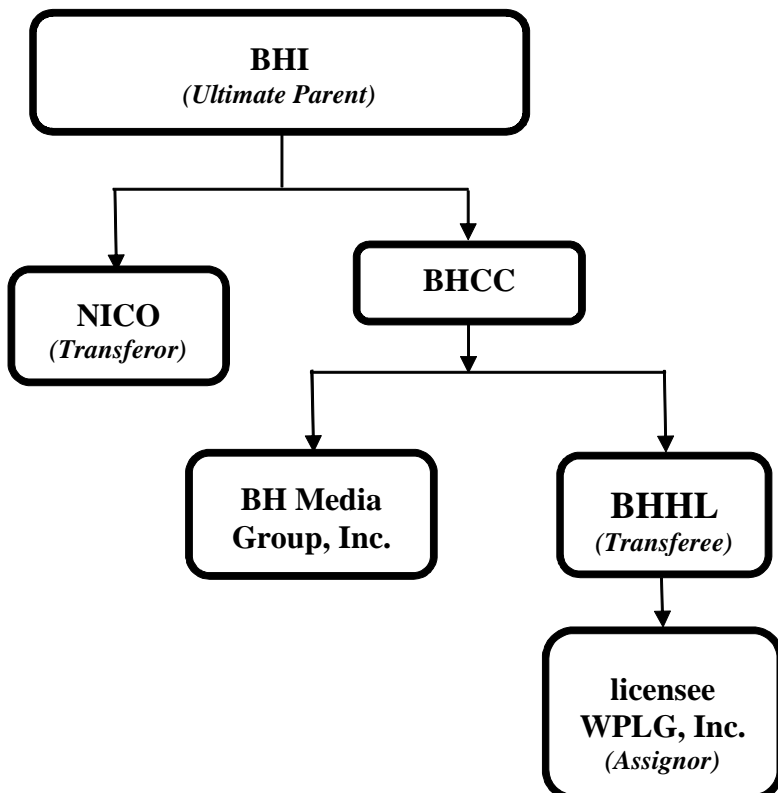 BHI
(Ultimate Parent)
NICO
(Transferor)
BHCC
BH Media
Group, Inc.
BHHL
(Transferee)
licensee
WPLG, Inc.
(Assignor)